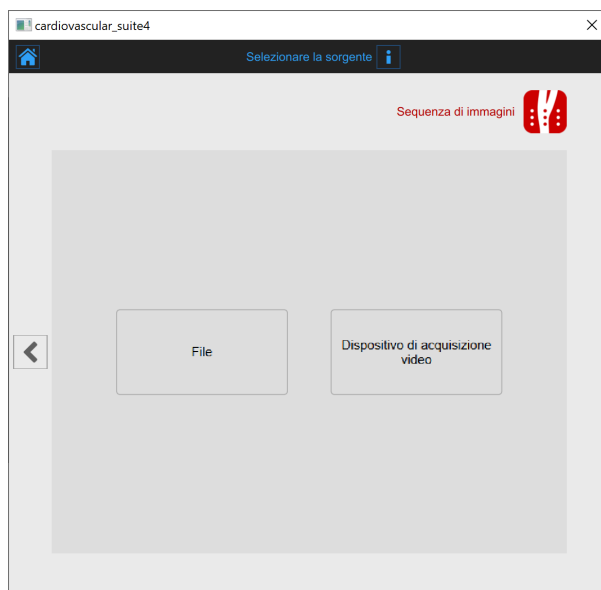 cardiovascular_suite4
Selezionare la sorgente
Sequenza di immagini
File
Dispositivo di acquisizione
video